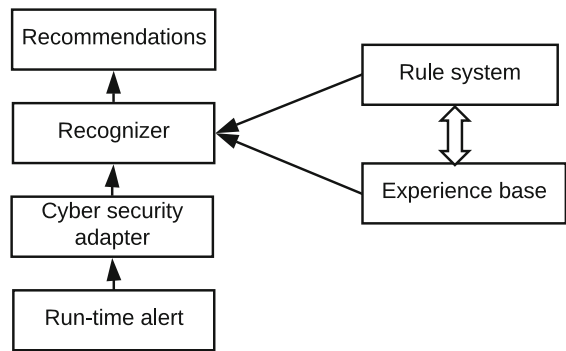 Recommendations
Recognizer
Cyber security
adapter
Run-time alert
Rule system
Experience base